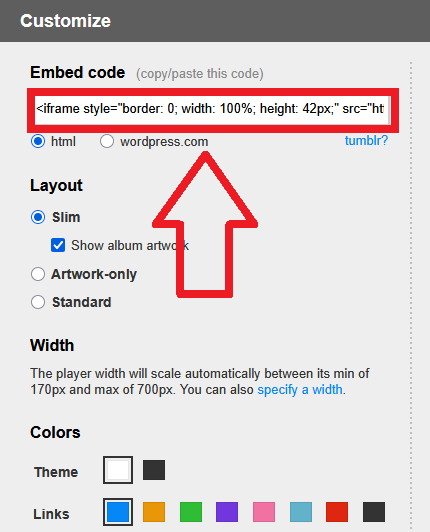 Customize
Embed code (copy/paste this code)
<iframe style="border: 0; width: 100%; height: 42px;" src="ht
html wordpress.com tumblr?
Layout
Slim
Show album artwork
Artwork-only
Standard
Width
The player width will scale automatically between its min of
170px and max of 700px. You can also specify a width.
Colors
Theme
Links